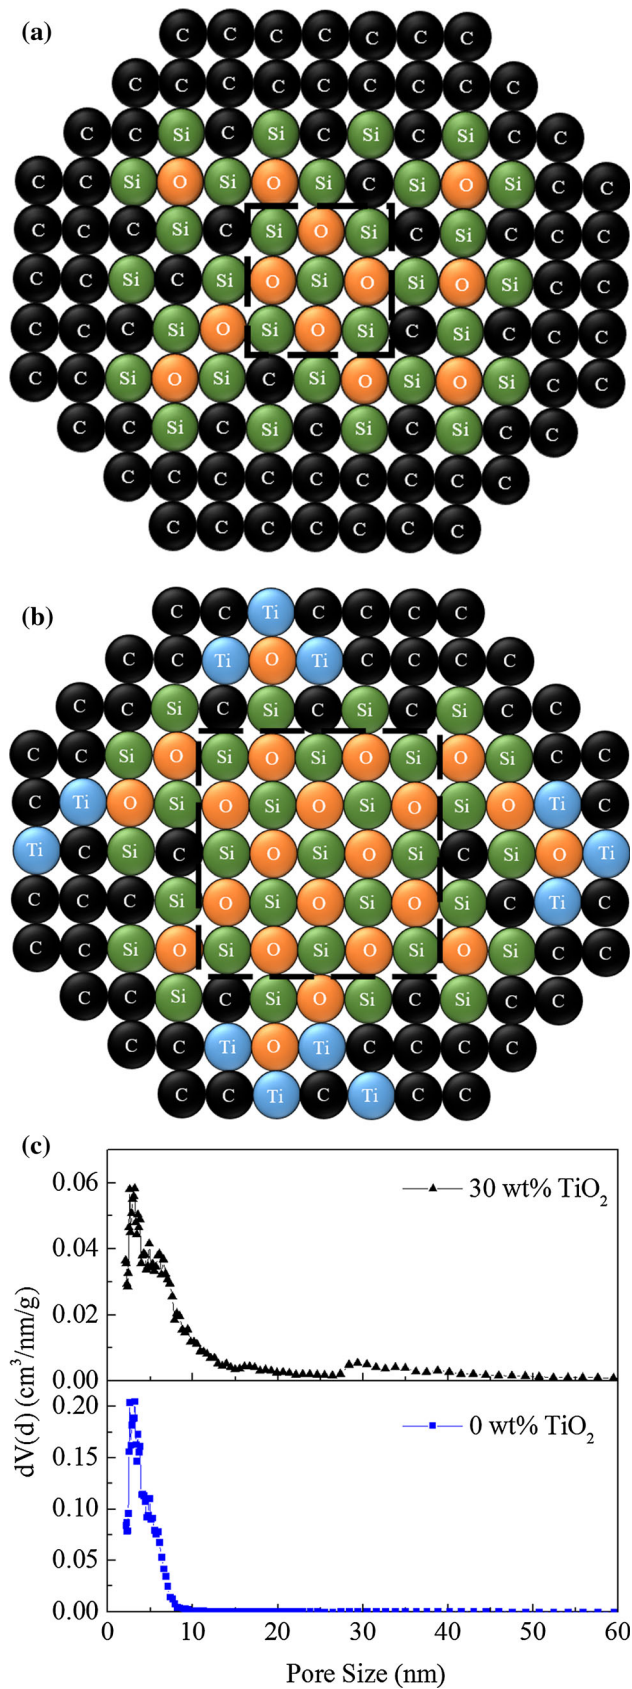 (a)
C C C C C C C
C C C C C C C C C
C C Si C Si C Si C Si C C
C C Si O Si O Si C Si O Si C C
C C C Si C Si O Si C Si C C C
C C Si C Si O Si O Si O Si C C
C C C Si O Si O Si C Si C C C
C C Si O Si C Si O Si O Si C C
C C Si C Si C Si C Si C C
C C C C C C C C C
C C C C C C C
(b)
C C Ti C C C C
C C Ti O Ti C C C C
C C Si C Si C Si C Si C C
C C Si O Si O Si O Si O Si C C
C Ti O Si O Si O Si O Si O Ti C
Ti C Si C Si O Si O Si C Si O Ti
C C C Si O Si O Si O Si C Ti C
C C Si O Si O Si O Si O Si C C
C C Si C Si O Si C Si C C
C C Ti O Ti C C C C
C C Ti C Ti C C
(c)
0.06
0.04
0.02
0.00
30 wt% TiO₂
0.20
0.15
0.10
0.05
0.00
0 wt% TiO₂
dV(d) (cm³/nm/g)
0 10 20 30 40 50 60
Pore Size (nm)